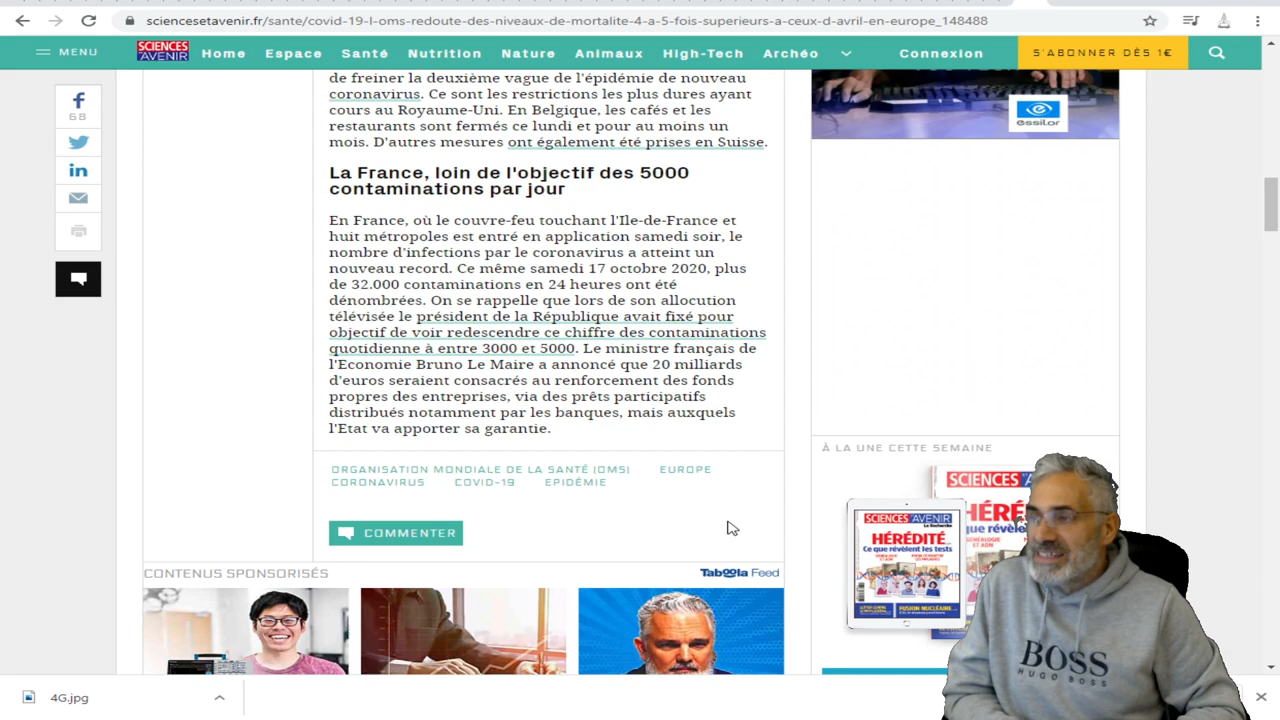 sciencesetavenir.fr/sante/covid-19-l-oms-redoute-des-niveaux-de-mortalite-4-a-5-fois-superieurs-a-ceux-d-avril-en-europe_148488
MENU
SCIENCES
AVENIR
Home Espace Santé Nutrition Nature Animaux High-Tech Archéo
Connexion
S'ABONNER DÈS 1€
68
de freiner la deuxième vague de l'épidémie de nouveau
coronavirus. Ce sont les restrictions les plus dures ayant
cours au Royaume-Uni. En Belgique, les cafés et les
restaurants sont fermés ce lundi et pour au moins un
mois. D'autres mesures ont également été prises en Suisse.
La France, loin de l'objectif des 5000
contaminations par jour
En France, où le couvre-feu touchant l'Ile-de-France et
huit métropoles est entré en application samedi soir, le
nombre d'infections par le coronavirus a atteint un
nouveau record. Ce même samedi 17 octobre 2020, plus
de 32.000 contaminations en 24 heures ont été
dénombrées. On se rappelle que lors de son allocution
télévisée le président de la République avait fixé pour
objectif de voir redescendre ce chiffre des contaminations
quotidienne à entre 3000 et 5000. Le ministre français de
l'Economie Bruno Le Maire a annoncé que 20 milliards
d'euros seraient consacrés au renforcement des fonds
propres des entreprises, via des prêts participatifs
distribués notamment par les banques, mais auxquels
l'Etat va apporter sa garantie.
ORGANISATION MONDIALE DE LA SANTÉ (OMS) EUROPE
CORONAVIRUS COVID-19 EPIDÉMIE
COMMENTER
CONTENUS SPONSORISÉS
Taboola Feed
essilor
À LA UNE CETTE SEMAINE
SCIENCES AVENIR
HÉRÉDITÉ
Ce que révèlent les tests
FUSION NUCLÉAIRE
SCIENCES AVENIR
BOSS
HUGO BOSS
4G.jpg